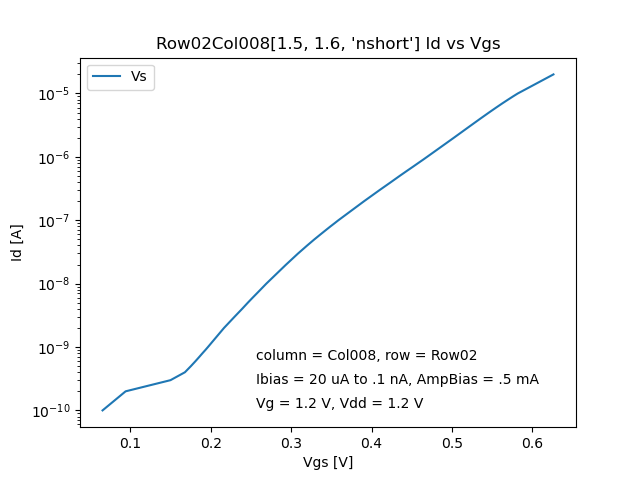 Row02Col008[1.5, 1.6, 'nshort'] Id vs Vgs
Vs
10⁻⁵
10⁻⁶
10⁻⁷
10⁻⁸
10⁻⁹
10⁻¹⁰
Id [A]
column = Col008, row = Row02
Ibias = 20 uA to .1 nA, AmpBias = .5 mA
Vg = 1.2 V, Vdd = 1.2 V
0.1 0.2 0.3 0.4 0.5 0.6
Vgs [V]